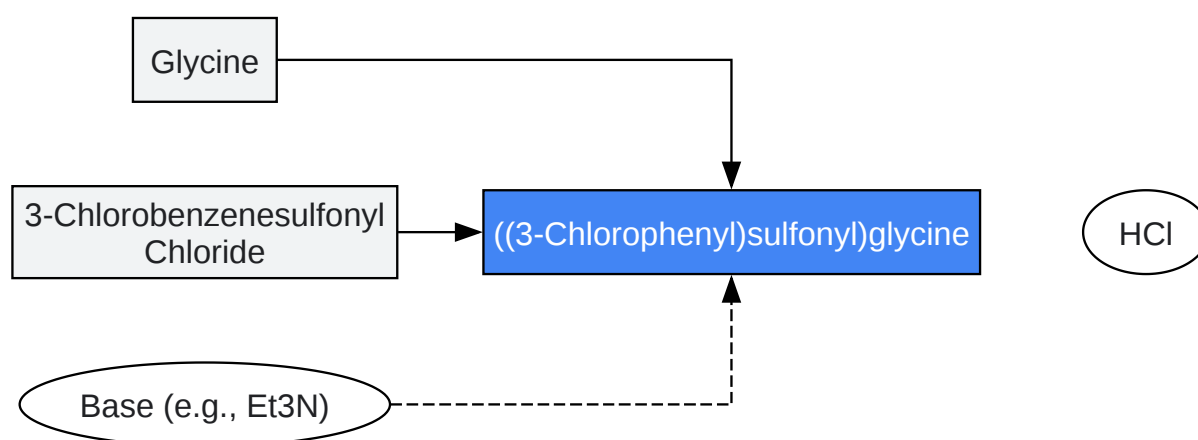 Glycine
3-Chlorobenzenesulfonyl
Chloride
((3-Chlorophenyl)sulfonyl)glycine
HCl
Base (e.g., Et3N)